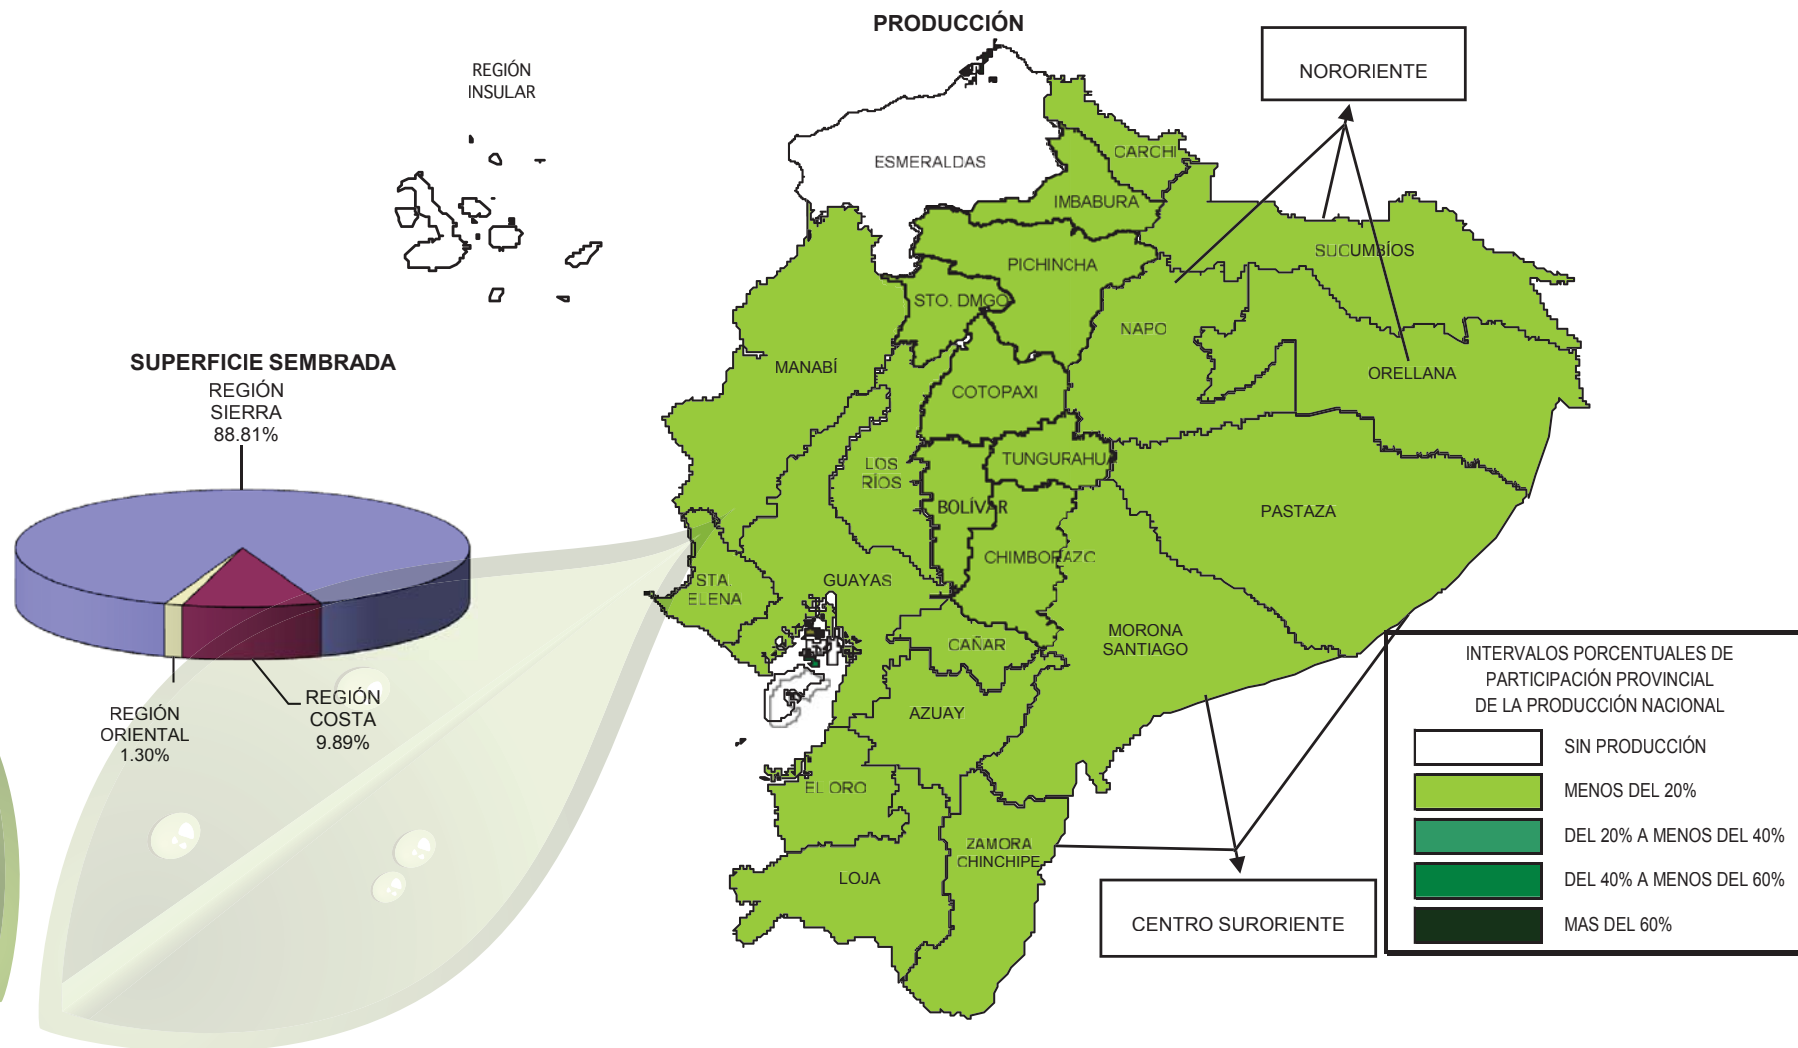 PRODUCCIÓN
REGIÓN
INSULAR
NORORIENTE
ESMERALDAS
CARCHI
IMBABURA
SUCUMBÍOS
PICHINCHA
STO. DMGO
NAPO
MANABÍ
ORELLANA
COTOPAXI
LOS
RÍOS
TUNGURAHUA
BOLÍVAR
PASTAZA
CHIMBORAZO
STA
ELENA
GUAYAS
CAÑAR
MORONA
SANTIAGO
AZUAY
EL ORO
ZAMORA
CHINCHIPE
LOJA
CENTRO SURORIENTE
SUPERFICIE SEMBRADA
REGIÓN
SIERRA
88.81%
REGIÓN
ORIENTAL
1.30%
REGIÓN
COSTA
9.89%
INTERVALOS PORCENTUALES DE
PARTICIPACIÓN PROVINCIAL
DE LA PRODUCCIÓN NACIONAL
SIN PRODUCCIÓN
MENOS DEL 20%
DEL 20% A MENOS DEL 40%
DEL 40% A MENOS DEL 60%
MAS DEL 60%